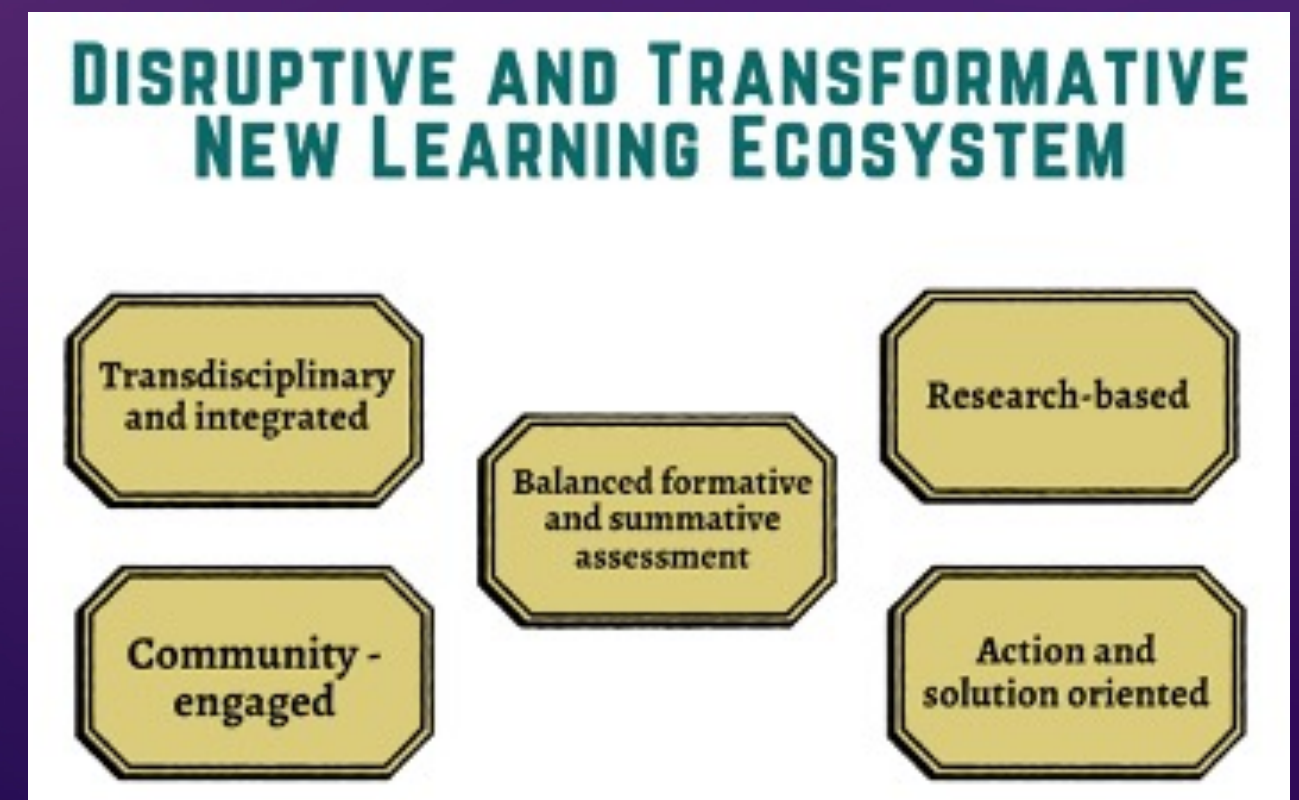 DISRUPTIVE AND TRANSFORMATIVE
NEW LEARNING ECOSYSTEM
Transdisciplinary
and integrated
Research-based
Balanced formative
and summative
assessment
Community -
engaged
Action and
solution oriented